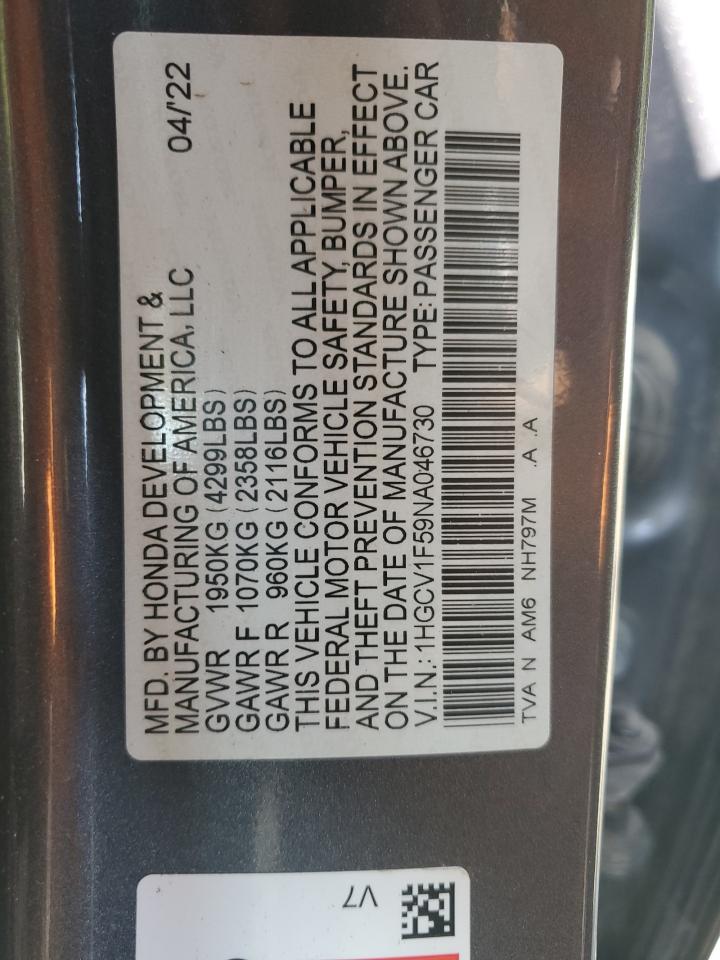 MFD. BY HONDA DEVELOPMENT & 04/'22
MANUFACTURING OF AMERICA, LLC
GVWR 1950KG (4299LBS)
GAWR F 1070KG (2358LBS)
GAWR R 960KG (2116LBS)
THIS VEHICLE CONFORMS TO ALL APPLICABLE
FEDERAL MOTOR VEHICLE SAFETY, BUMPER,
AND THEFT PREVENTION STANDARDS IN EFFECT
ON THE DATE OF MANUFACTURE SHOWN ABOVE.
V.I.N.: 1HGCV1F59NA046730 TYPE: PASSENGER CAR
TVA N AM6 NH797M .A .A
V7